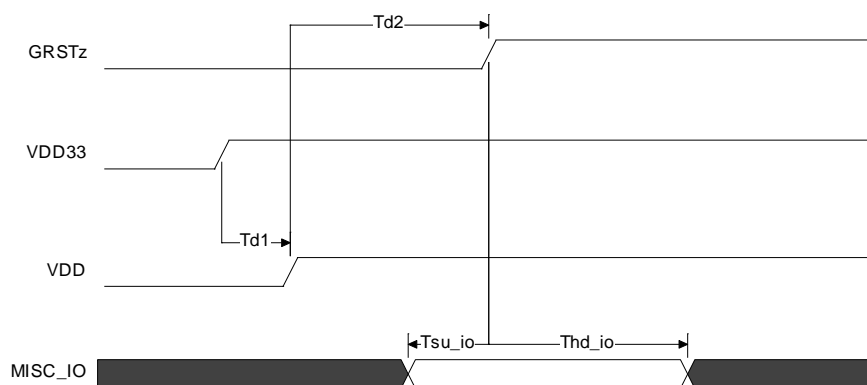 Td2
GRSTz
VDD33
Td1
VDD
Tsu_io
Thd_io
MISC_IO